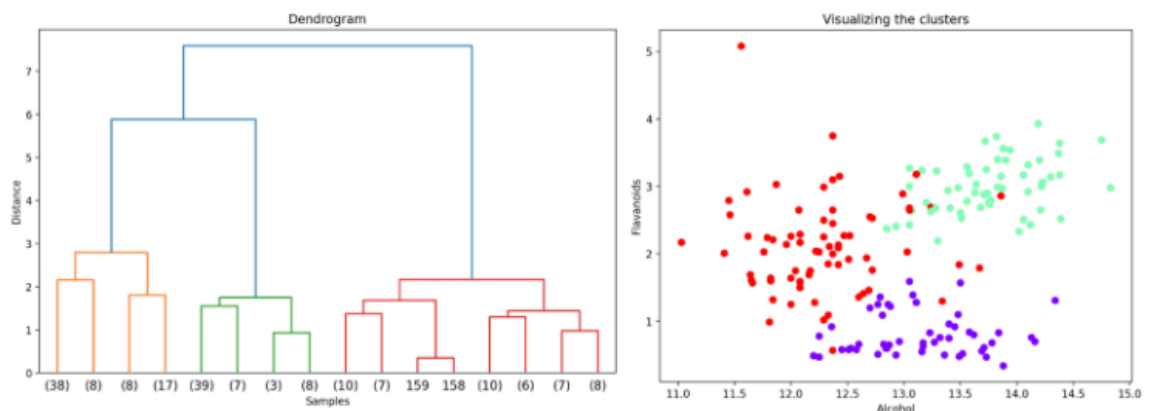 Dendrogram
7
6
5
4
3
2
1
0
Distance
(38) (8) (8) (17) (39) (7) (3) (8) (10) (7) 159 158 (10) (6) (7) (8)
Samples
Visualizing the clusters
5
4
3
2
1
Flavanoids
11.0 11.5 12.0 12.5 13.0 13.5 14.0 14.5 15.0
Alcohol